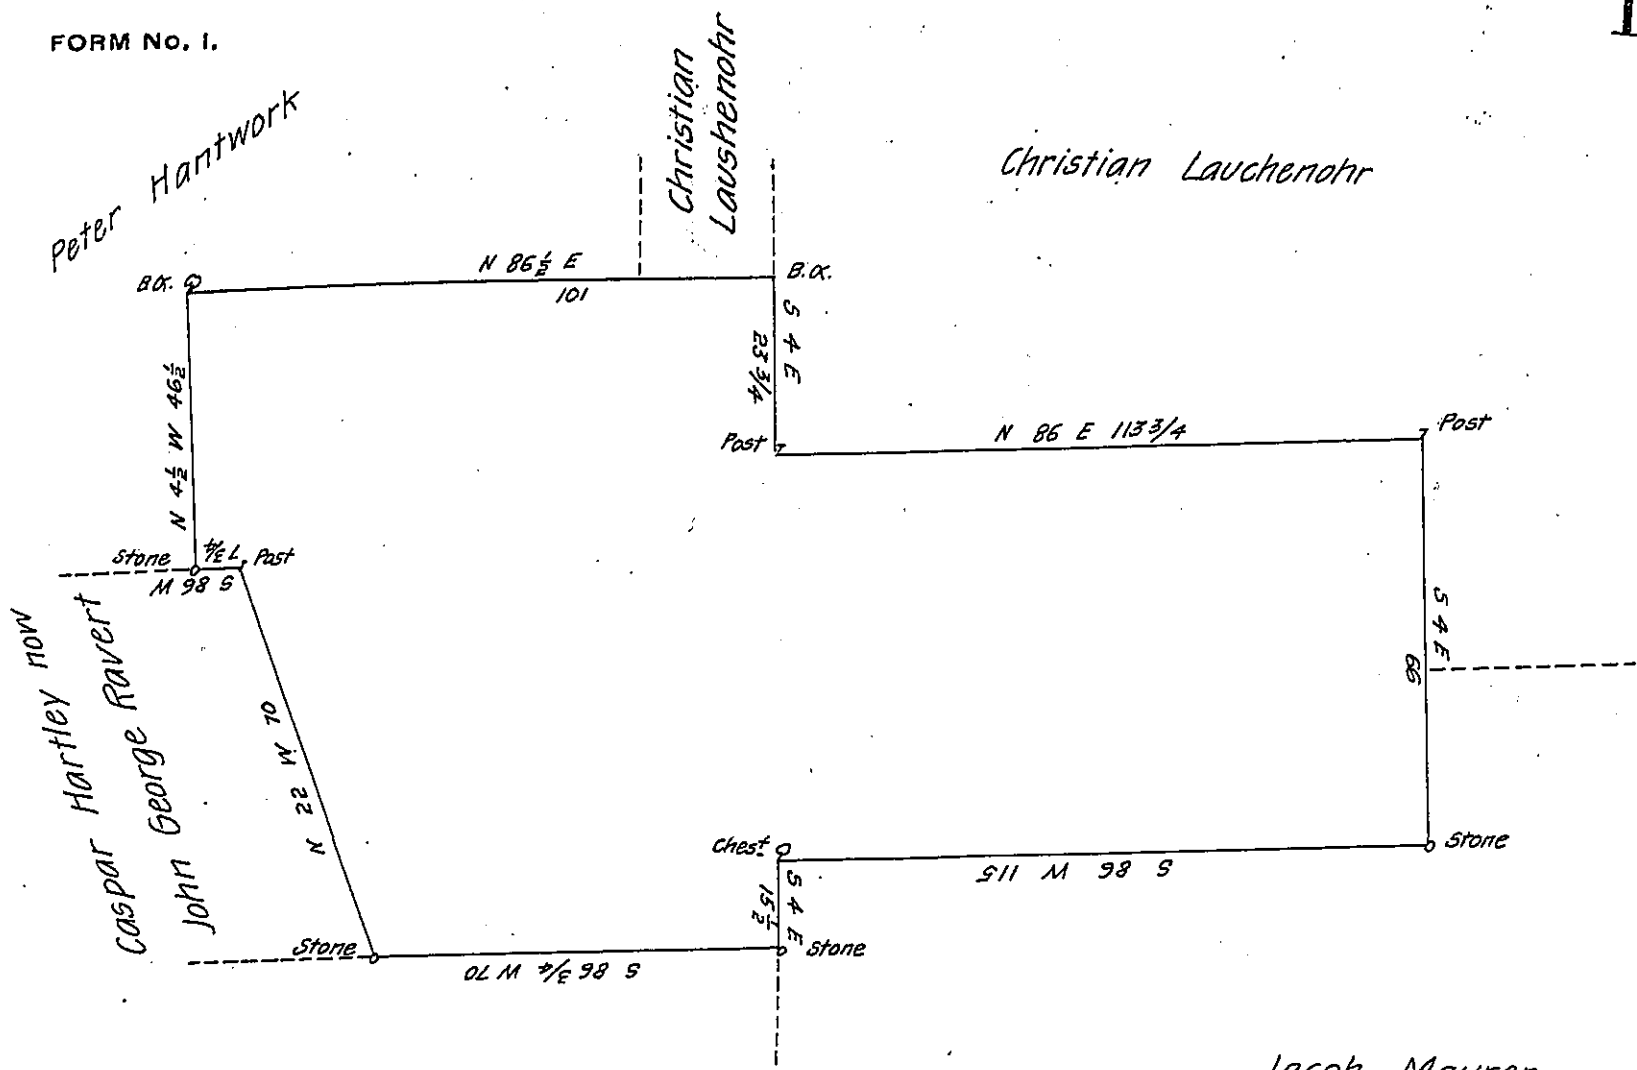 FORM No. 1.
Peter Hantwork
Christian
Laushenohr
Christian Lauchenohr
B.O.
N 86½ E
101
B.O.
S 4 E
23 3/4
Post
N 86 E 113 3/4
Post
N 4½ W 46½
Stone
7¾
Post
S 86 W
S 4 E
66
Caspar Hartley now
John George Ravert
N 22 W 70
Chest
S 86 W 115
Stone
S 4 E
15½
Stone
Stone
S 86 3/4 W 70
Jacob Maurer